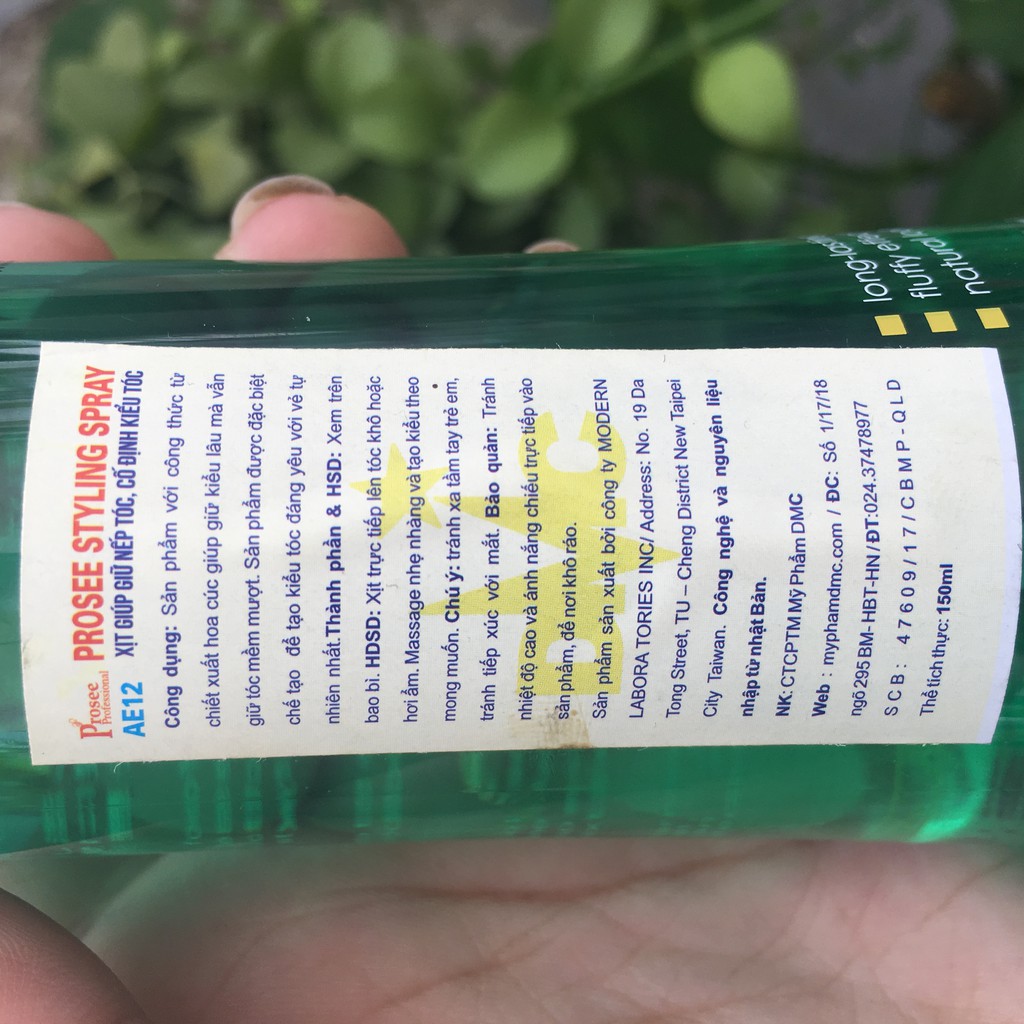 Prosee
Professional
PROSEE STYLING SPRAY
AE12 XỊT GIÚP GIỮ NẾP TÓC, CỐ ĐỊNH KIỂU TÓC
Công dụng: Sản phẩm với công thức từ
chiết xuất hoa cúc giúp giữ kiểu lâu mà vẫn
giữ tóc mềm mượt. Sản phẩm được đặc biệt
chế tạo để tạo kiểu tóc đáng yêu với vẻ tự
nhiên nhất. Thành phần & HSD: Xem trên
bao bì. HDSD: Xịt trực tiếp lên tóc khô hoặc
hơi ẩm. Massage nhẹ nhàng và tạo kiểu theo
mong muốn. Chú ý: tránh xa tầm tay trẻ em,
tránh tiếp xúc với mắt. Bảo quản: Tránh
nhiệt độ cao và ánh nắng chiếu trực tiếp vào
sản phẩm, để nơi khô ráo.
Sản phẩm sản xuất bởi công ty MODERN
LABORA TORIES INC/ Address: No. 19 Da
Tong Street, TU – Cheng District New Taipei
City Taiwan. Công nghệ và nguyên liệu
nhập từ nhật Bản.
NK: CTCPTM Mỹ Phẩm DMC
Web : myphamdmc.com / ĐC: Số 1/17/18
ngõ 295 BM- HBT-HN / ĐT:024.37478977
SCB: 47609/17/CBMP-QLD
Thể tích thực: 150ml
DMC
long-lasti
fluffy effe
natural